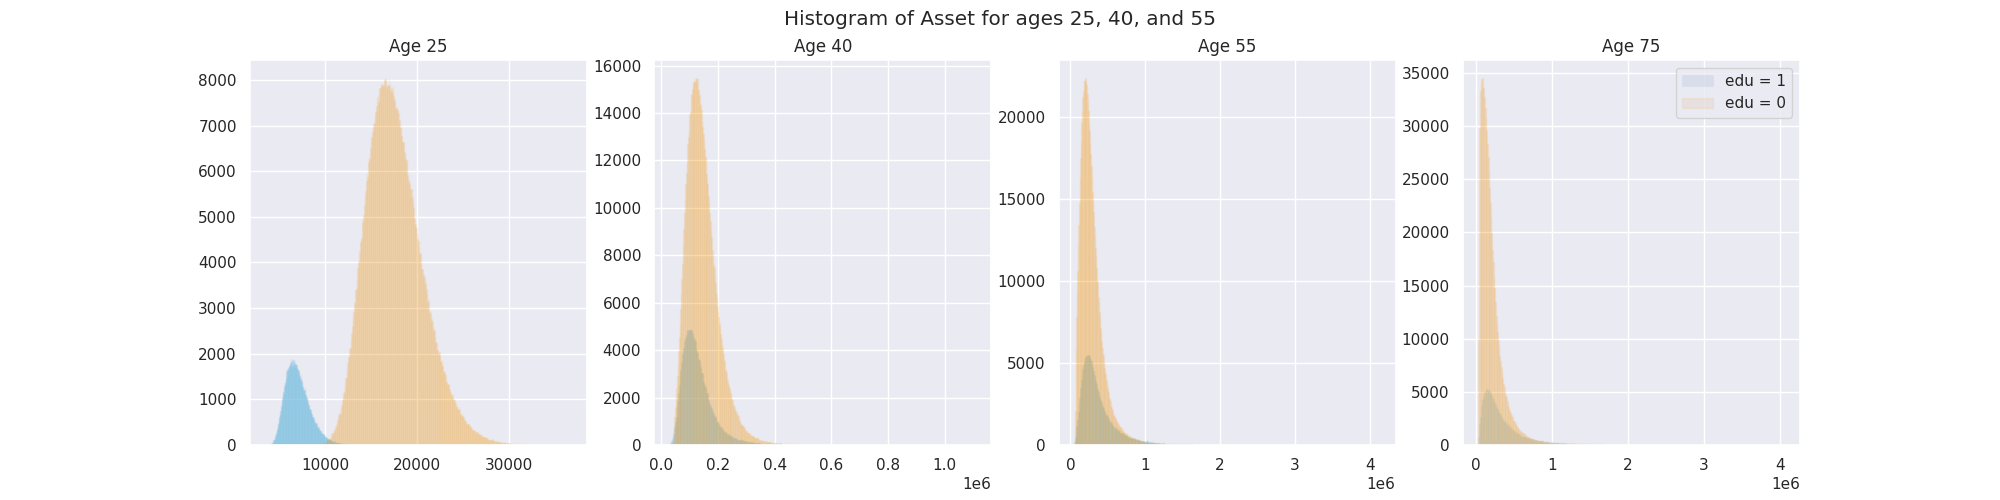 Histogram of Asset for ages 25, 40, and 55
Age 25
8000
7000
6000
5000
4000
3000
2000
1000
0
10000 20000 30000
Age 40
16000
14000
12000
10000
8000
6000
4000
2000
0
0.0 0.2 0.4 0.6 0.8 1.0
1e6
Age 55
20000
15000
10000
5000
0
0 1 2 3 4
1e6
Age 75
35000
30000
25000
20000
15000
10000
5000
0
0 1 2 3 4
1e6
edu = 1
edu = 0